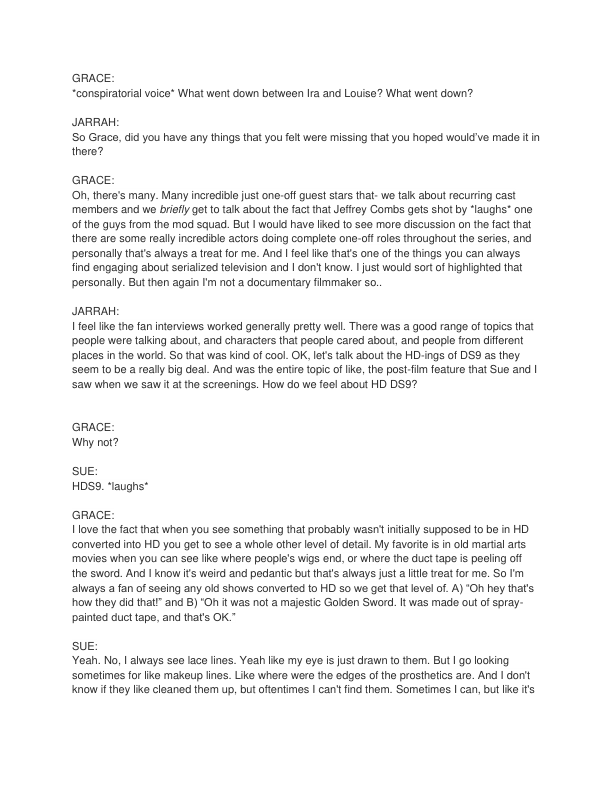 GRACE:
*conspiratorial voice* What went down between Ira and Louise? What went down?
JARRAH:
So Grace, did you have any things that you felt were missing that you hoped would've made it in
there?
GRACE:
Oh, there's many. Many incredible just one-off guest stars that- we talk about recurring cast
members and we briefly get to talk about the fact that Jeffrey Combs gets shot by *laughs* one
of the guys from the mod squad. But I would have liked to see more discussion on the fact that
there are some really incredible actors doing complete one-off roles throughout the series, and
personally that's always a treat for me. And I feel like that's one of the things you can always
find engaging about serialized television and I don't know. I just would sort of highlighted that
personally. But then again I'm not a documentary filmmaker so..
JARRAH:
I feel like the fan interviews worked generally pretty well. There was a good range of topics that
people were talking about, and characters that people cared about, and people from different
places in the world. So that was kind of cool. OK, let's talk about the HD-ings of DS9 as they
seem to be a really big deal. And was the entire topic of like, the post-film feature that Sue and I
saw when we saw it at the screenings. How do we feel about HD DS9?
GRACE:
Why not?
SUE:
HDS9. *laughs*
GRACE:
I love the fact that when you see something that probably wasn't initially supposed to be in HD
converted into HD you get to see a whole other level of detail. My favorite is in old martial arts
movies when you can see like where people's wigs end, or where the duct tape is peeling off
the sword. And I know it's weird and pedantic but that's always just a little treat for me. So I'm
always a fan of seeing any old shows converted to HD so we get that level of. A) “Oh hey that's
how they did that!” and B) “Oh it was not a majestic Golden Sword. It was made out of spray-
painted duct tape, and that's OK.”
SUE:
Yeah. No, I always see lace lines. Yeah like my eye is just drawn to them. But I go looking
sometimes for like makeup lines. Like where were the edges of the prosthetics are. And I don't
know if they like cleaned them up, but oftentimes I can't find them. Sometimes I can, but like it's